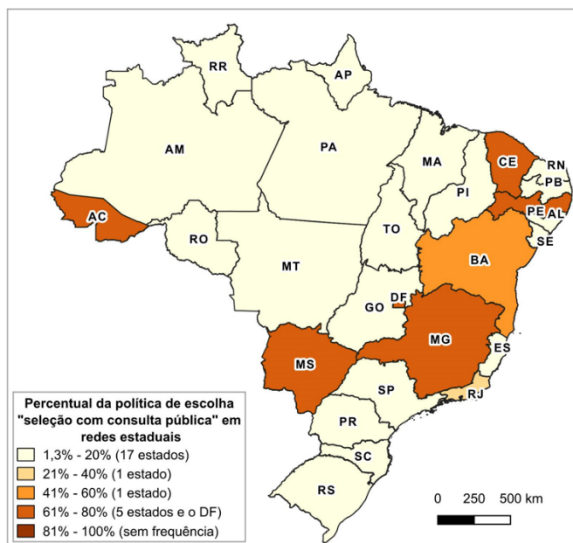 RR
AP
AM
PA
MA
CE
RN
PB
PI
PE
AL
SE
AC
RO
TO
BA
MT
DF
GO
MG
ES
MS
SP
RJ
PR
SC
RS
Percentual da política de escolha
"seleção com consulta pública" em
redes estaduais
1,3% - 20% (17 estados)
21% - 40% (1 estado)
41% - 60% (1 estado)
61% - 80% (5 estados e o DF)
81% - 100% (sem frequência)
0 250 500 km